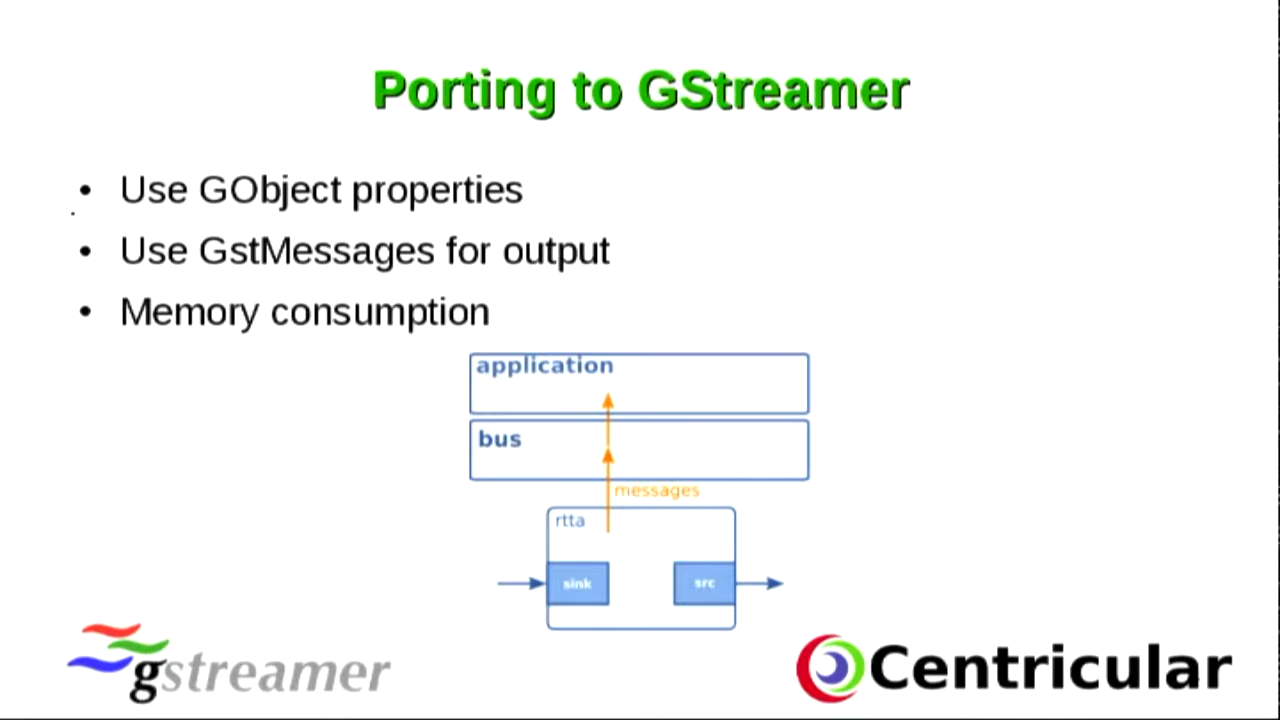 Porting to GStreamer
• Use GObject properties
• Use GstMessages for output
• Memory consumption
application
bus
messages
rtta
sink
src
gstreamer
Centricular